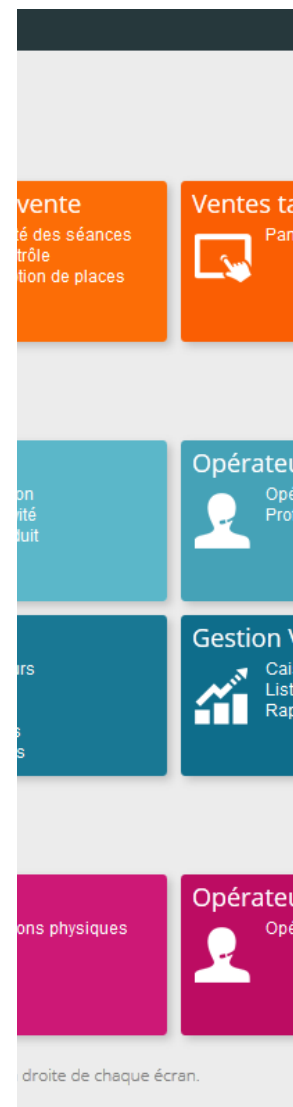 vente
té des séances
trôle
tion de places
Ventes ta
Pan
on
vité
duit
Opérateu
Opé
Prof
urs
s
s
Gestion V
Cai
List
Rap
ons physiques
Opérateu
Opé
droite de chaque écran.